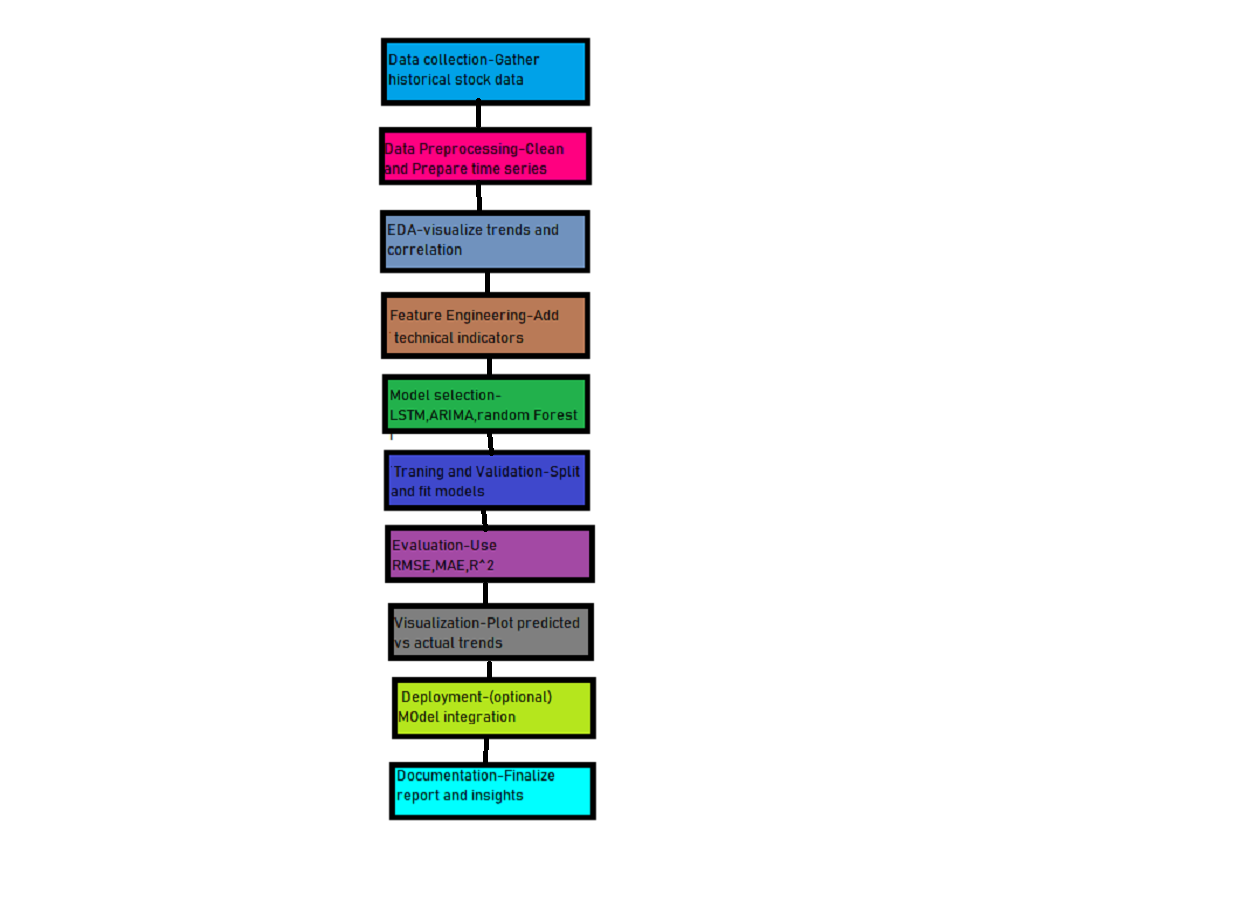 Data collection-Gather
historical stock data
Data Preprocessing-Clean
and Prepare time series
EDA-visualize trends and
correlation
Feature Engineering-Add
technical indicators
Model selection-
LSTM,ARIMA,random Forest
Traning and Validation-Split
and fit models
Evaluation-Use
RMSE,MAE,R^2
Visualization-Plot predicted
vs actual trends
Deployment-(optional)
MOdel integration
Documentation-Finalize
report and insights